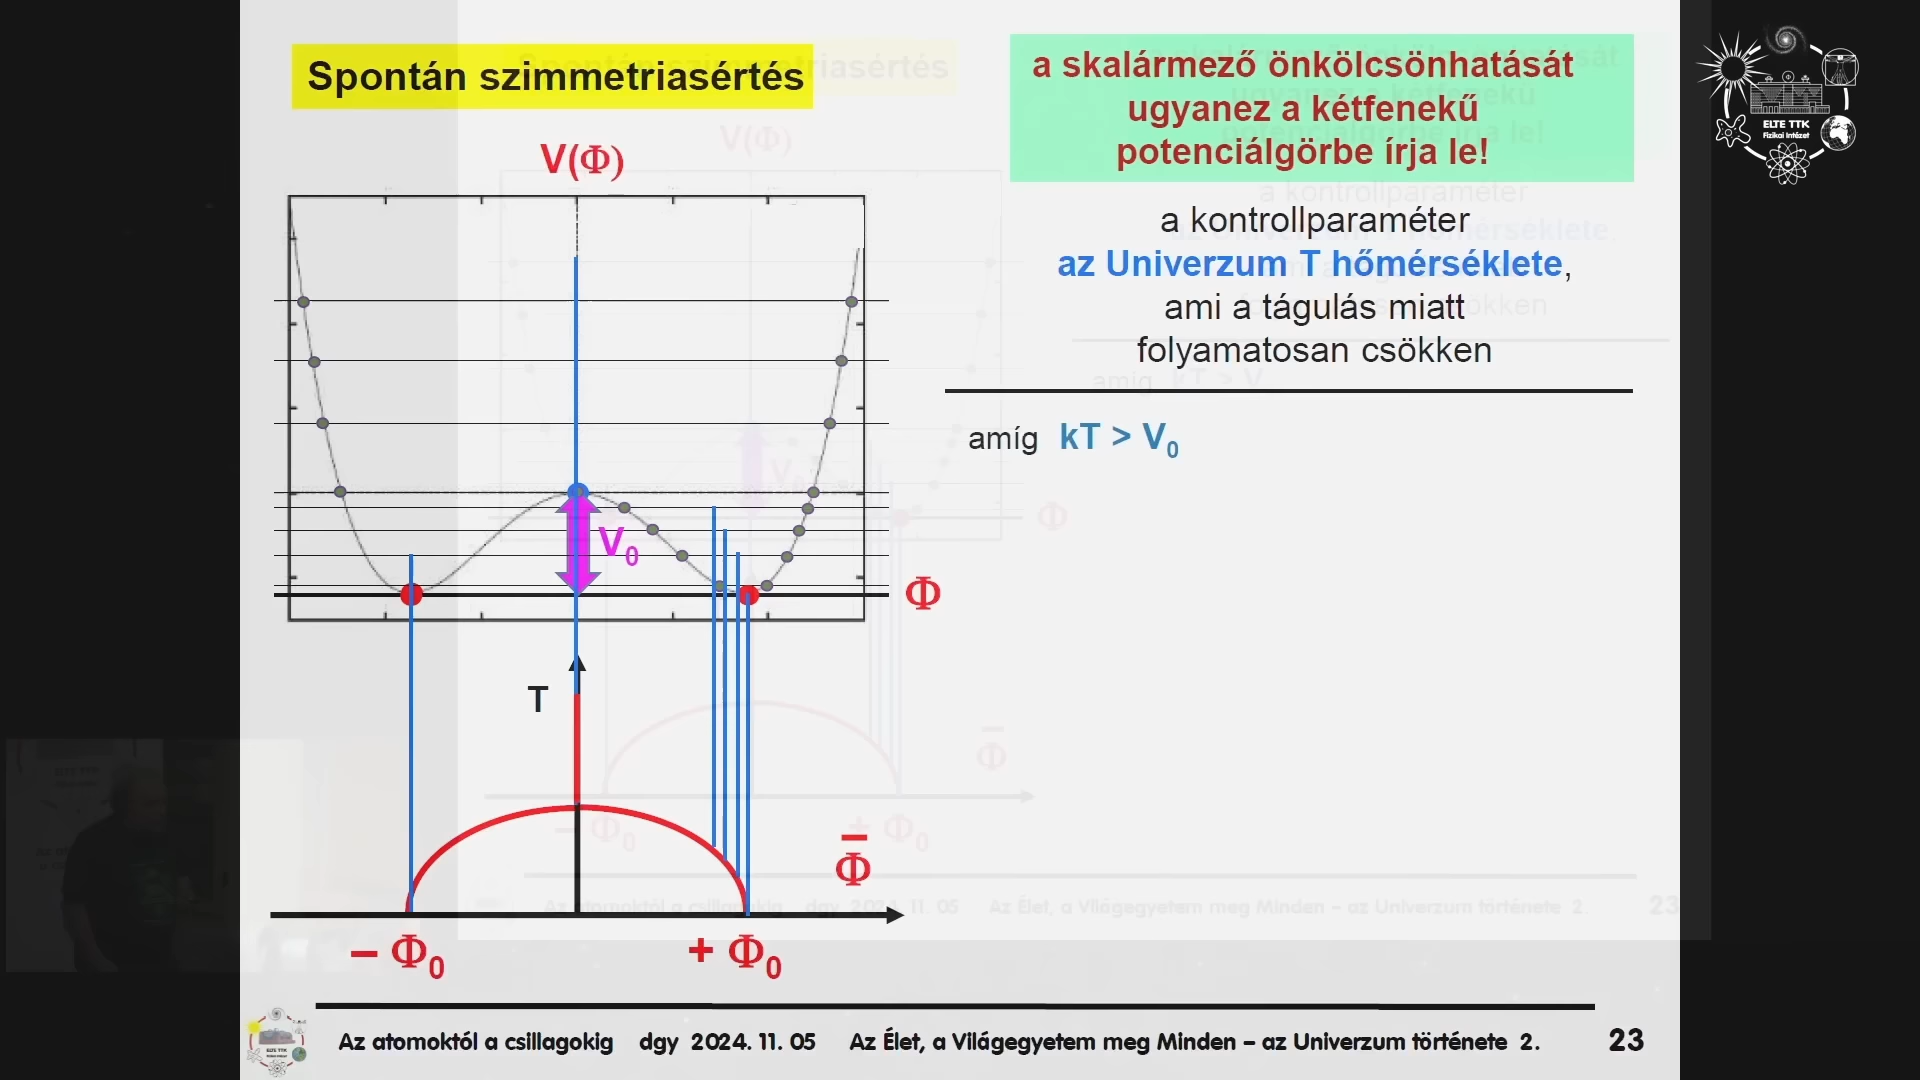 Spontán szimmetriasértés
a skalármező önkölcsönhatását
ugyanez a kétfenekű
potenciálgörbe írja le!
a kontrollparaméter
az Univerzum T hőmérséklete,
ami a tágulás miatt
folyamatosan csökken
amíg kT > V₀
V(Φ)
V₀
Φ
T
Φ̅
– Φ₀
+ Φ₀
ELTE TTK
Fizikai Intézet
Az atomoktól a csillagokig dgy 2024. 11. 05 Az Élet, a Világegyetem meg Minden – az Univerzum története 2. 23